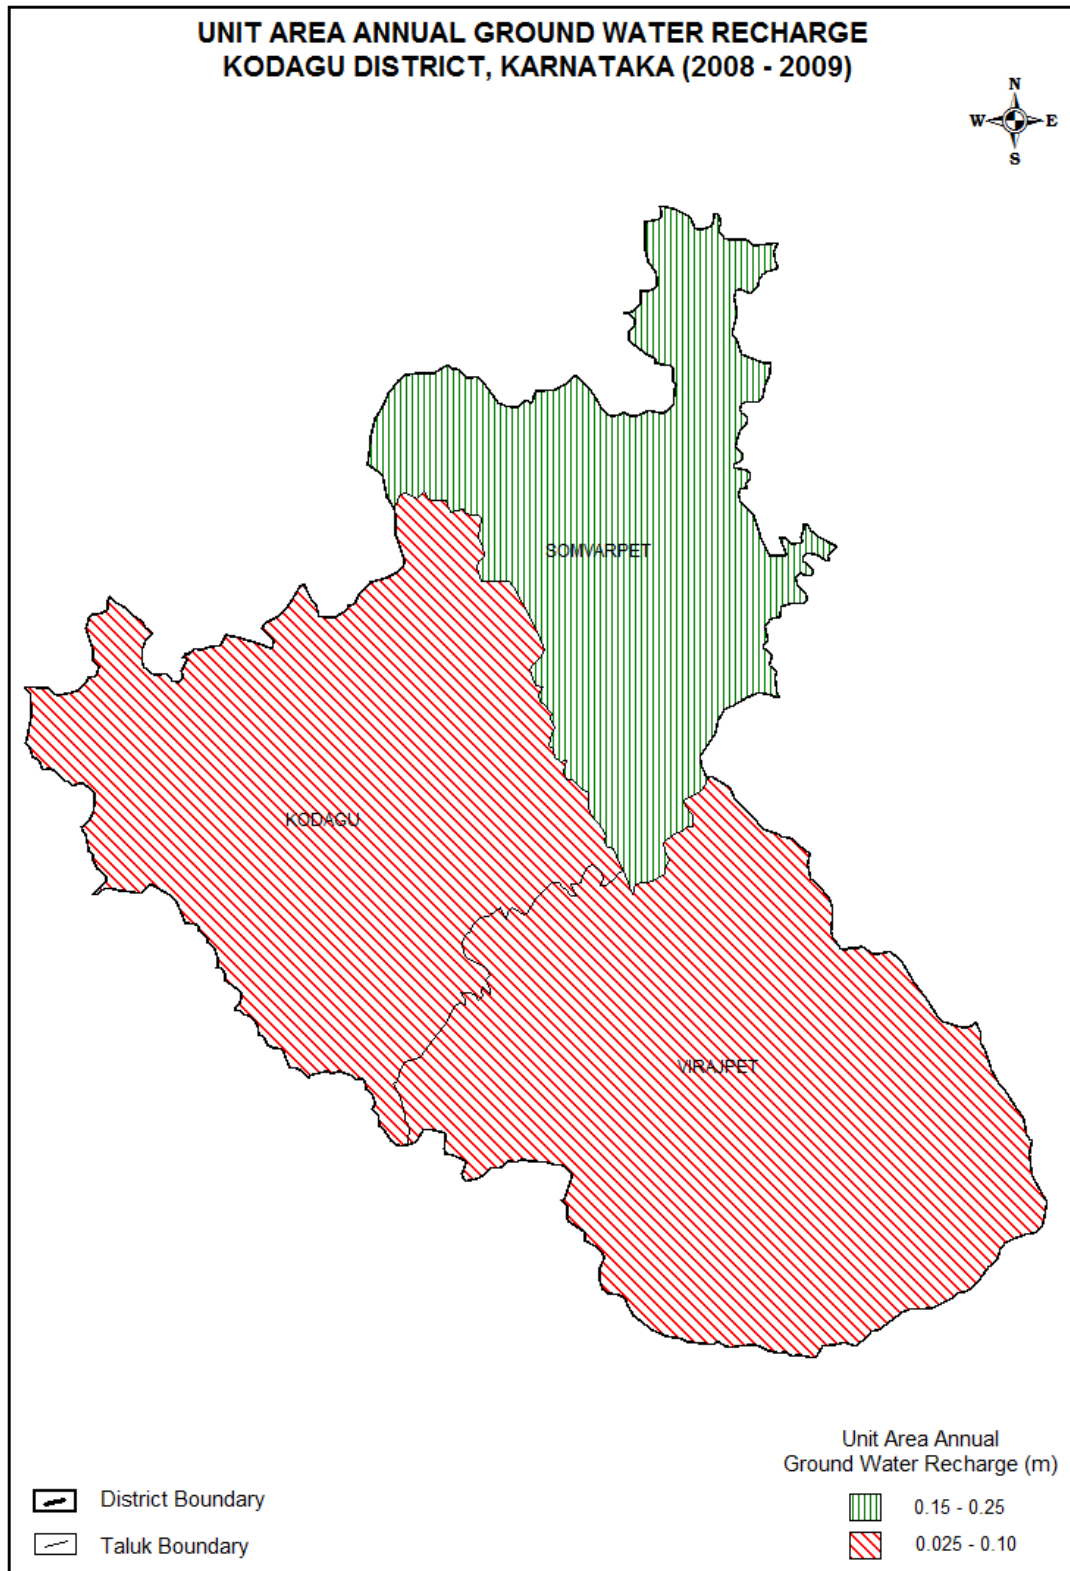 UNIT AREA ANNUAL GROUND WATER RECHARGE
KODAGU DISTRICT, KARNATAKA (2008 - 2009)
N
W E
S
SOMVARPET
KODAGU
VIRAJPET
Unit Area Annual
Ground Water Recharge (m)
District Boundary
0.15 - 0.25
Taluk Boundary
0.025 - 0.10